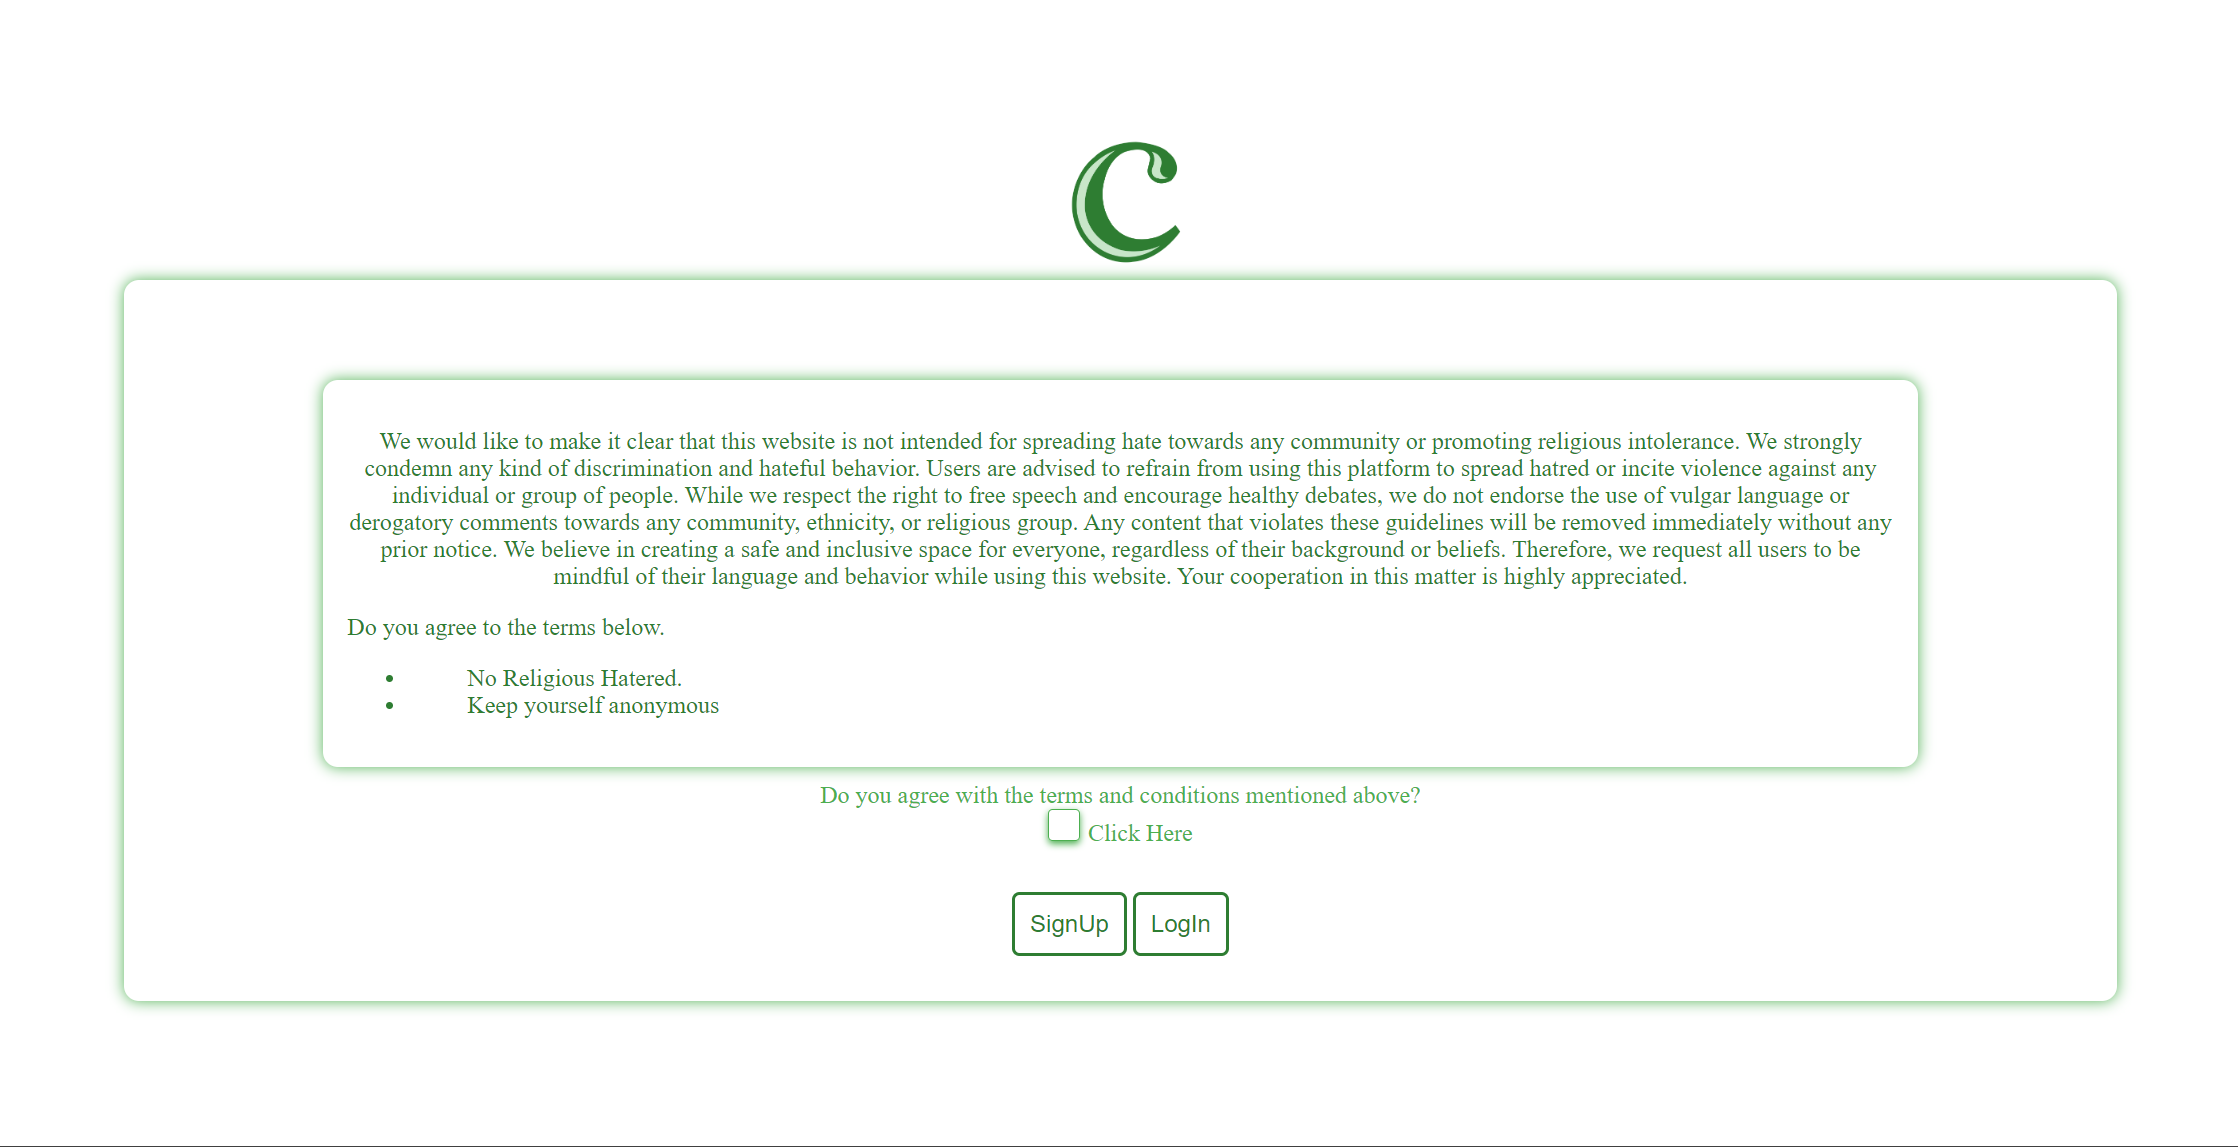 C
We would like to make it clear that this website is not intended for spreading hate towards any community or promoting religious intolerance. We strongly
condemn any kind of discrimination and hateful behavior. Users are advised to refrain from using this platform to spread hatred or incite violence against any
individual or group of people. While we respect the right to free speech and encourage healthy debates, we do not endorse the use of vulgar language or
derogatory comments towards any community, ethnicity, or religious group. Any content that violates these guidelines will be removed immediately without any
prior notice. We believe in creating a safe and inclusive space for everyone, regardless of their background or beliefs. Therefore, we request all users to be
mindful of their language and behavior while using this website. Your cooperation in this matter is highly appreciated.
Do you agree to the terms below.
• No Religious Hatered.
• Keep yourself anonymous
Do you agree with the terms and conditions mentioned above?
Click Here
SignUp LogIn